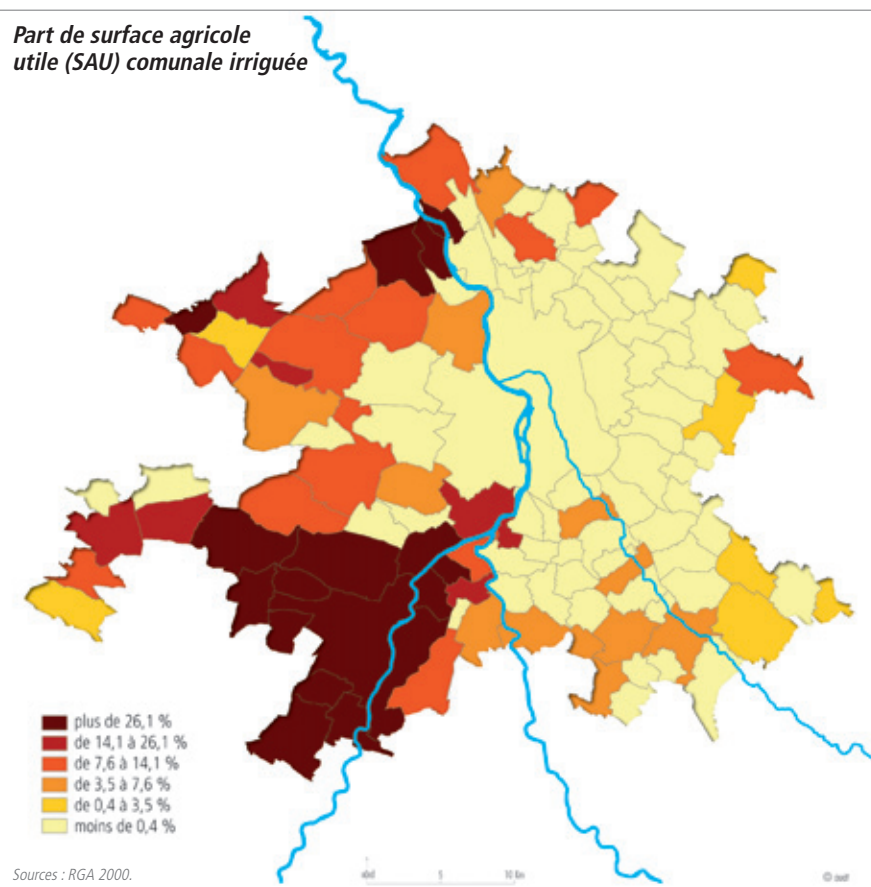 Part de surface agricole
utile (SAU) comunale irriguée
plus de 26,1 %
de 14,1 à 26,1 %
de 7,6 à 14,1 %
de 3,5 à 7,6 %
de 0,4 à 3,5 %
moins de 0,4 %
Sources : RGA 2000.
5
10 Km